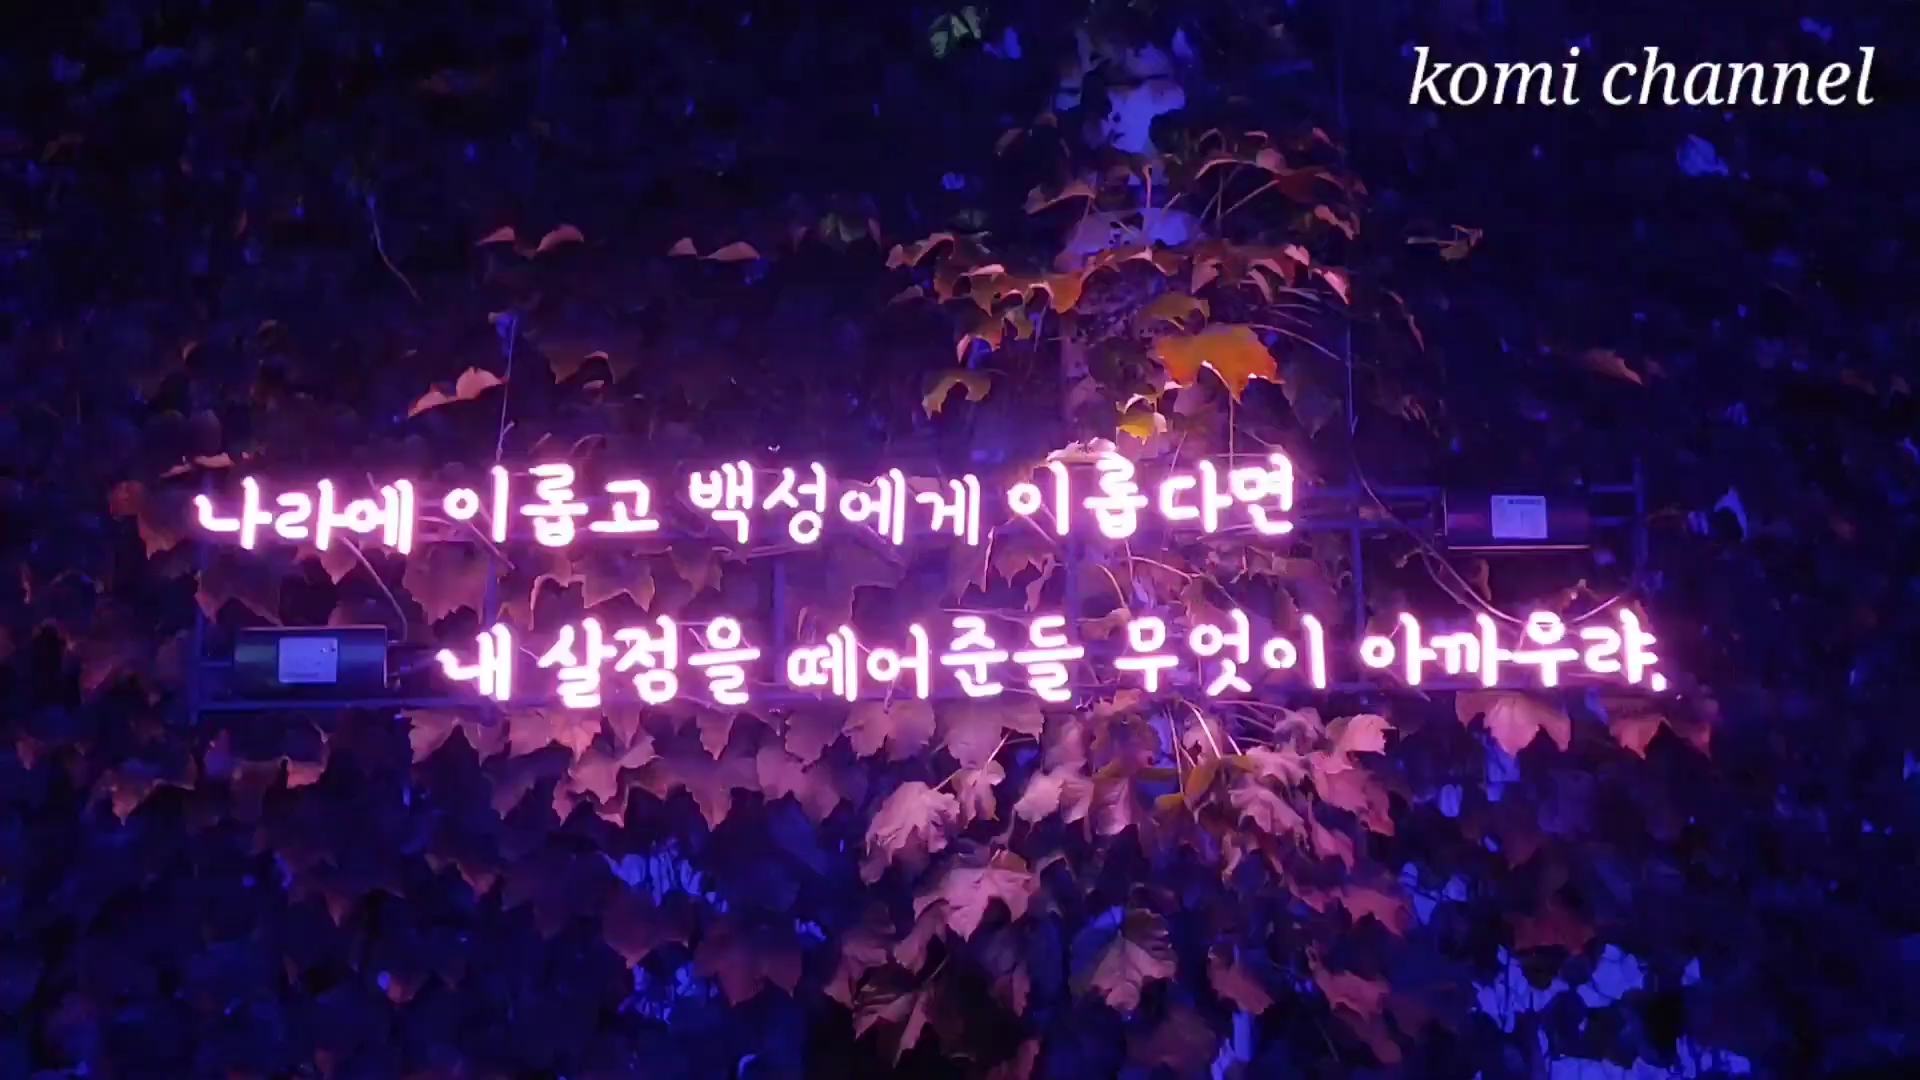 komi channel
나라에 이롭고 백성에게 이롭다면
내 살점을 떼어준들 무엇이 아까우랴.